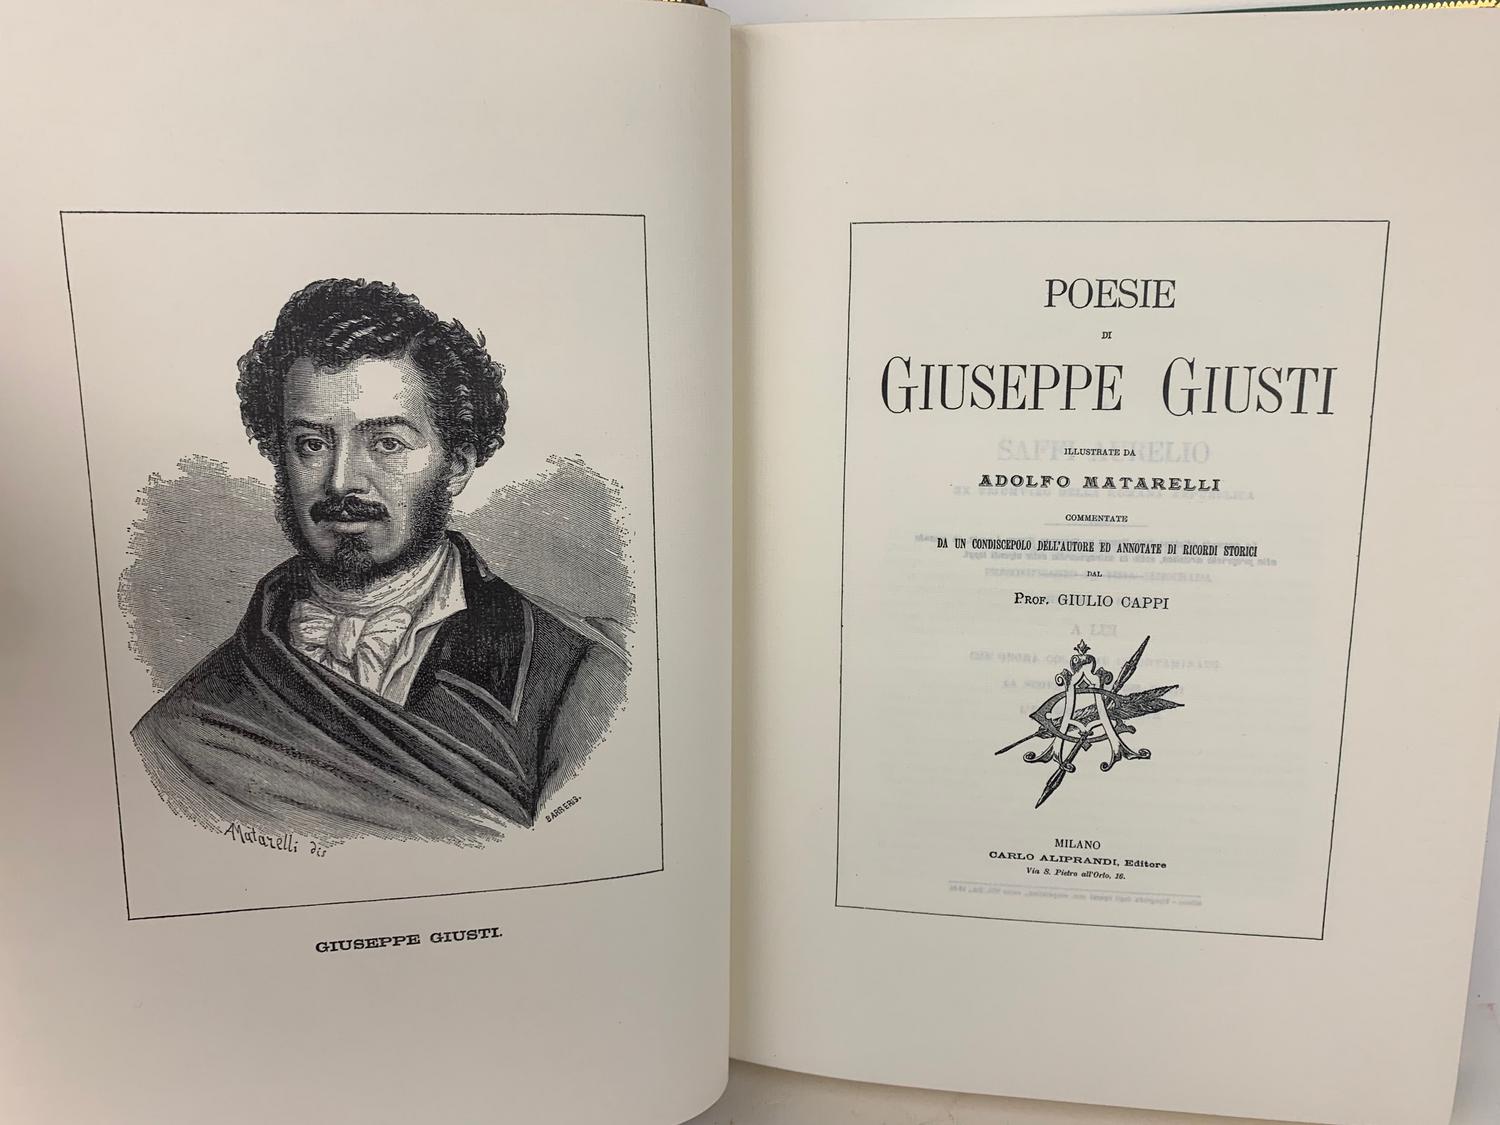 AMatarelli dis
BARBERIS.
GIUSEPPE GIUSTI.
POESIE
DI
GIUSEPPE GIUSTI
ILLUSTRATE DA
ADOLFO MATARELLI
COMMENTATE
DA UN CONDISCEPOLO DELL'AUTORE ED ANNOTATE DI RICORDI STORICI
DAL
PROF. GIULIO CAPPI
MILANO
CARLO ALIPRANDI, Editore
Via S. Pietro all'Orto, 16.
SAFFI AURELIO
A LUI